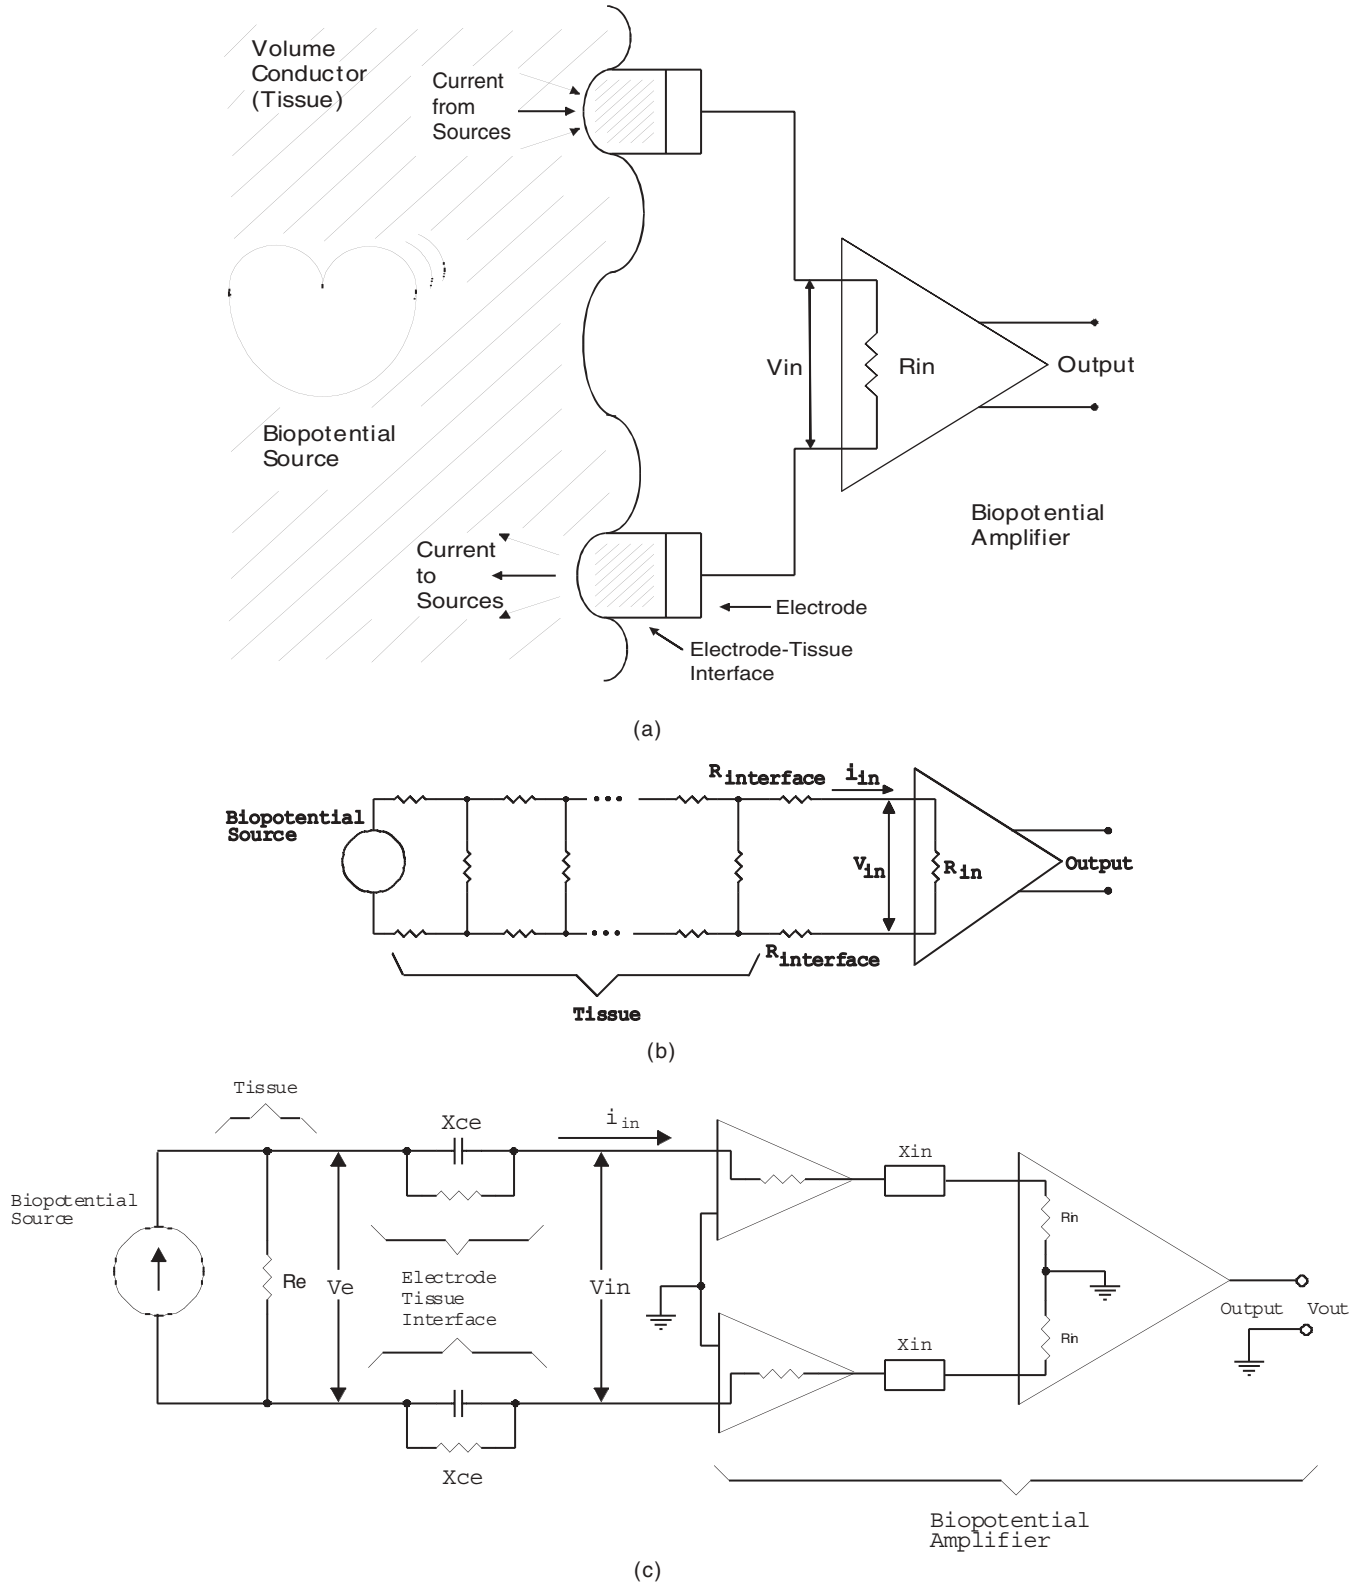 Volume
Conductor
(Tissue)
Current
from
Sources
Vin
Rin
Output
Biopotential
Source
Biopotential
Amplifier
Current
to
Sources
Electrode
Electrode-Tissue
Interface
(a)
Rinterface
iin
Biopotential
Source
Vin
Rin
Output
Rinterface
Tissue
(b)
Tissue
Xce
iin
Xin
Biopotential
Source
Rin
Re
Ve
Electrode
Tissue
Interface
Vin
Output Vout
Xin
Rin
Xce
Biopotential
Amplifier
(c)